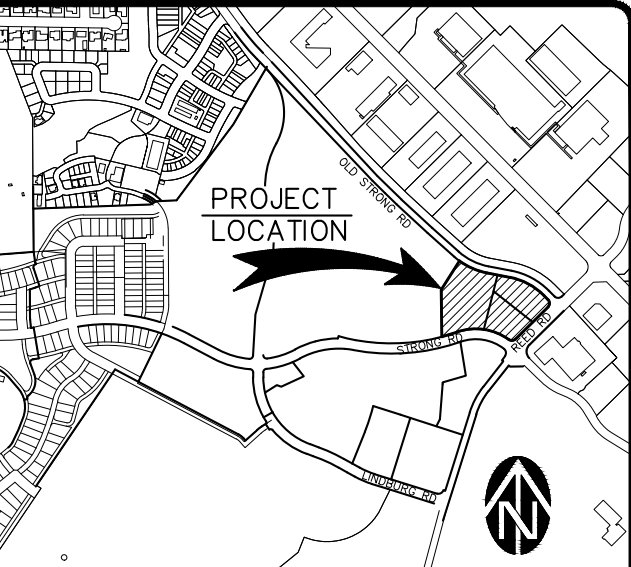 OLD STRONG RD
PROJECT
LOCATION
STRONG RD
REED RD
LINDBURG RD
N